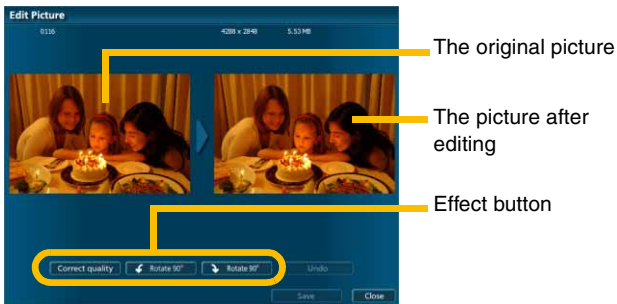 Edit Picture
0116 4288 x 2848 5.53 MB
The original picture
The picture after
editing
Effect button
Correct quality Rotate 90° Rotate 90° Undo
Save Close